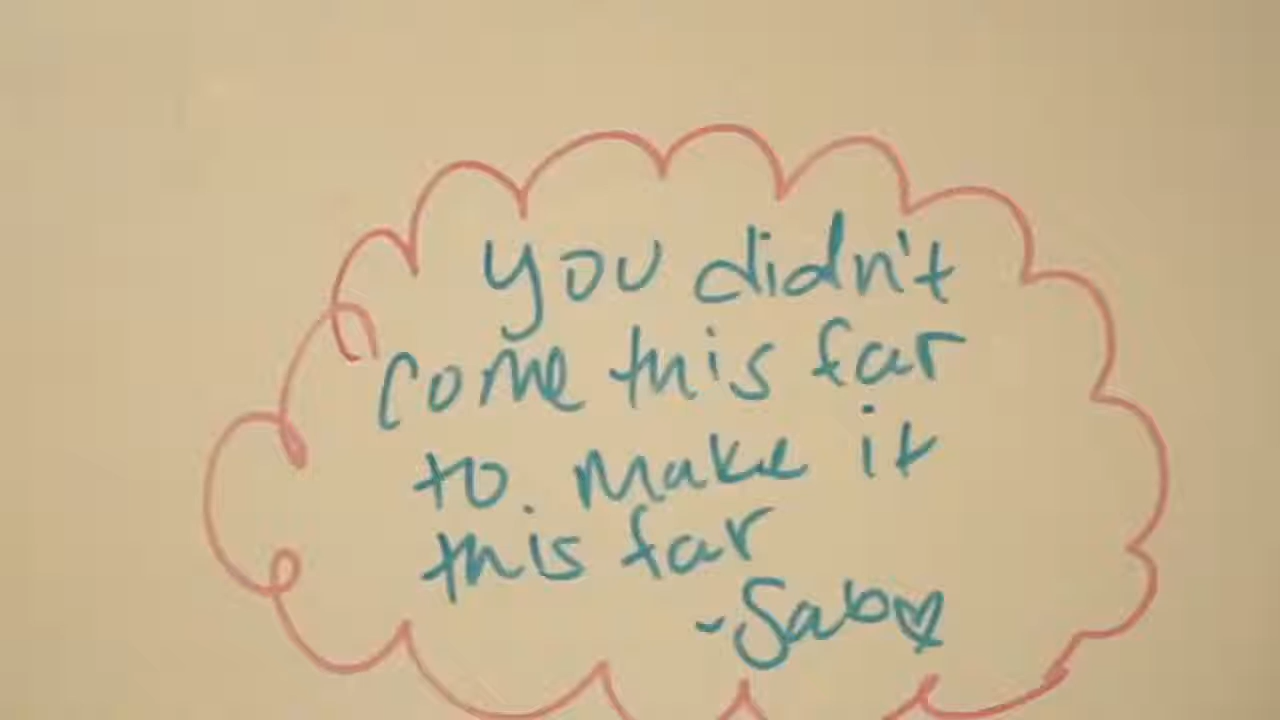 you didn't
come this far
to make it
this far
-Sab♡